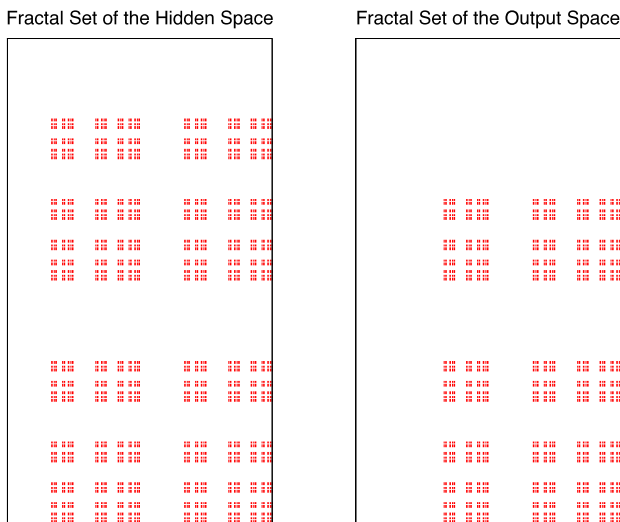 Fractal Set of the Hidden Space
Fractal Set of the Output Space